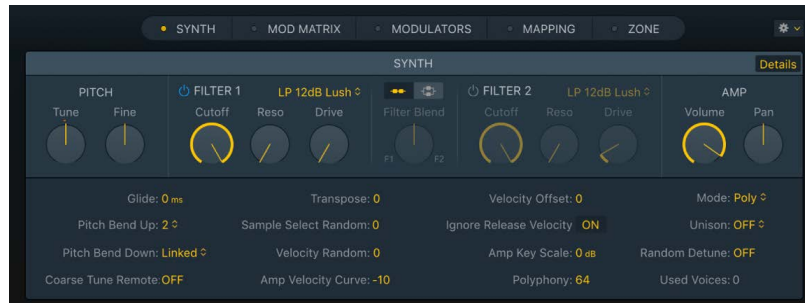 SYNTH MOD MATRIX MODULATORS MAPPING ZONE
SYNTH Details
PITCH FILTER 1 LP 12dB Lush FILTER 2 LP 12dB Lush AMP
Tune Fine Cutoff Reso Drive Filter Blend Cutoff Reso Drive Volume Pan
F1 F2
Glide: 0 ms Transpose: 0 Velocity Offset: 0 Mode: Poly
Pitch Bend Up: 2 Sample Select Random: 0 Ignore Release Velocity ON Unison: OFF
Pitch Bend Down: Linked Velocity Random: 0 Amp Key Scale: 0 dB Random Detune: OFF
Coarse Tune Remote: OFF Amp Velocity Curve: -10 Polyphony: 64 Used Voices: 0